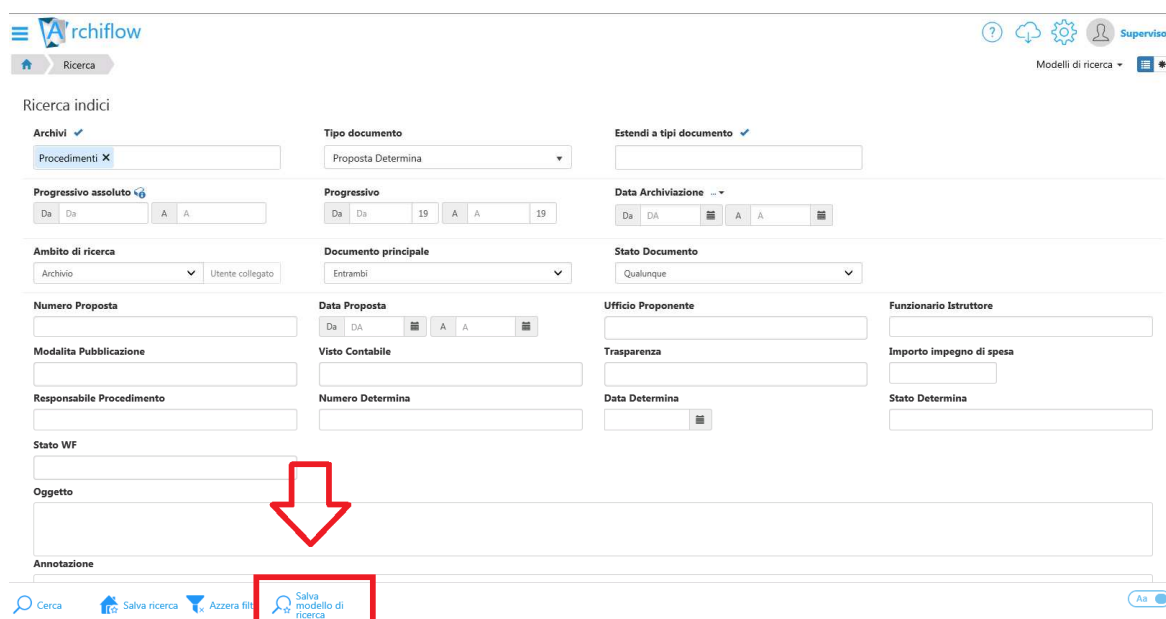 Archiflow
Superviso
Ricerca
Modelli di ricerca
Ricerca indici
Archivi Tipo documento Estendi a tipi documento
Procedimenti Proposta Determina
Progressivo assoluto Progressivo Data Archiviazione ...
Da Da A A Da Da 19 A A 19 Da DA A A
Ambito di ricerca Documento principale Stato Documento
Archivio Utente collegato Entrambi Qualunque
Numero Proposta Data Proposta Ufficio Proponente Funzionario Istruttore
Da DA A A
Modalita Pubblicazione Visto Contabile Trasparenza Importo impegno di spesa
Responsabile Procedimento Numero Determina Data Determina Stato Determina
Stato WF
Oggetto
Annotazione
Cerca Salva ricerca Azzera filt Salva
modello di
ricerca
Aa